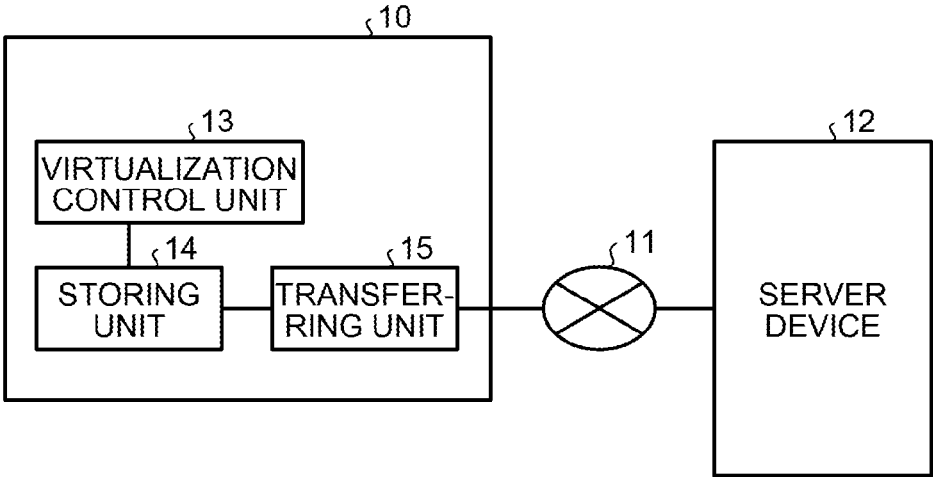 10
13
VIRTUALIZATION
CONTROL UNIT
14
STORING
UNIT
15
TRANSFER-
RING UNIT
11
12
SERVER
DEVICE